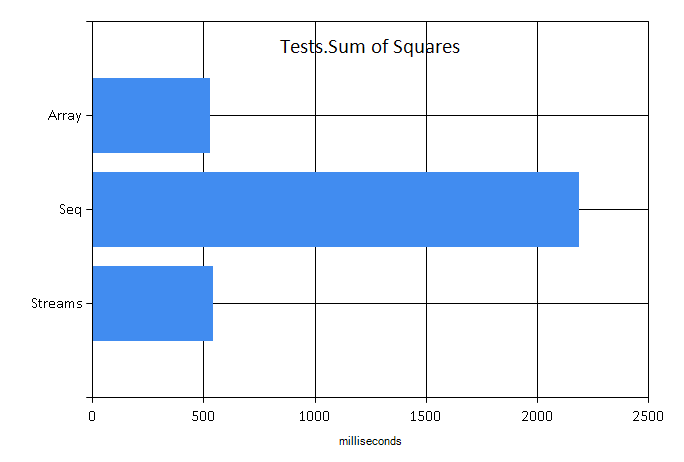 Tests.Sum of Squares
Array
Seq
Streams
0 500 1000 1500 2000 2500
milliseconds